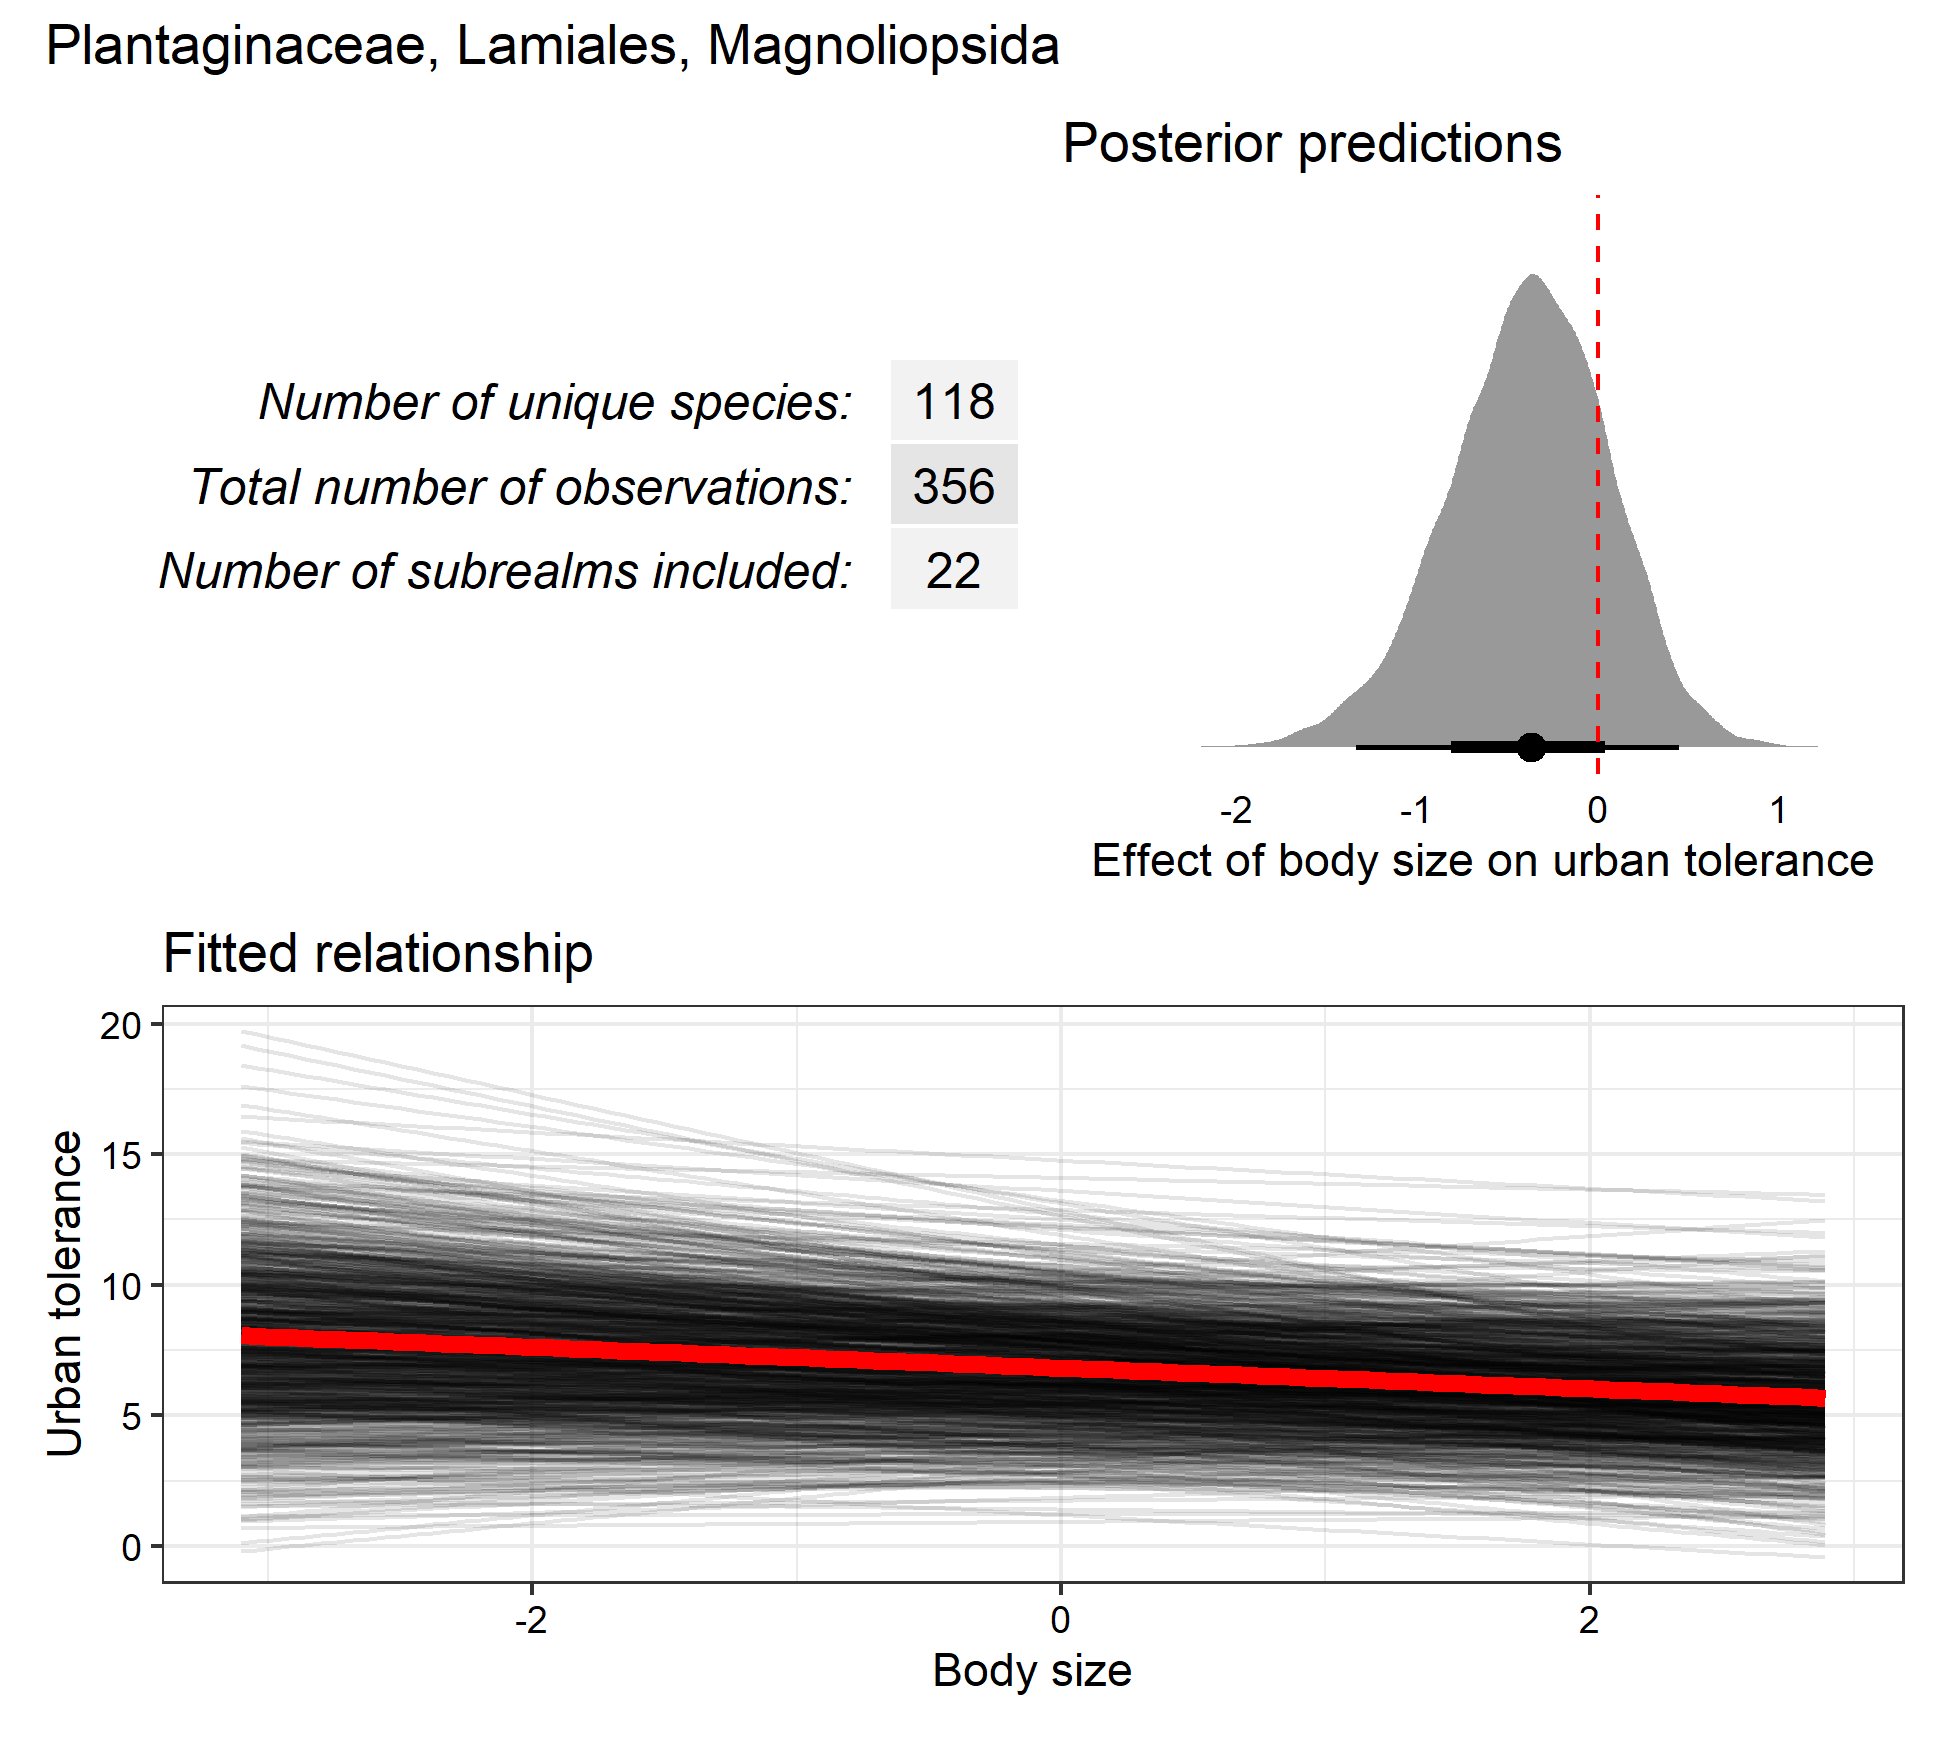 Plantaginaceae, Lamiales, Magnoliopsida
Posterior predictions
Number of unique species: 118
Total number of observations: 356
Number of subrealms included: 22
-2 -1 0 1
Effect of body size on urban tolerance
Fitted relationship
20
15
10
5
0
Urban tolerance
-2 0 2
Body size